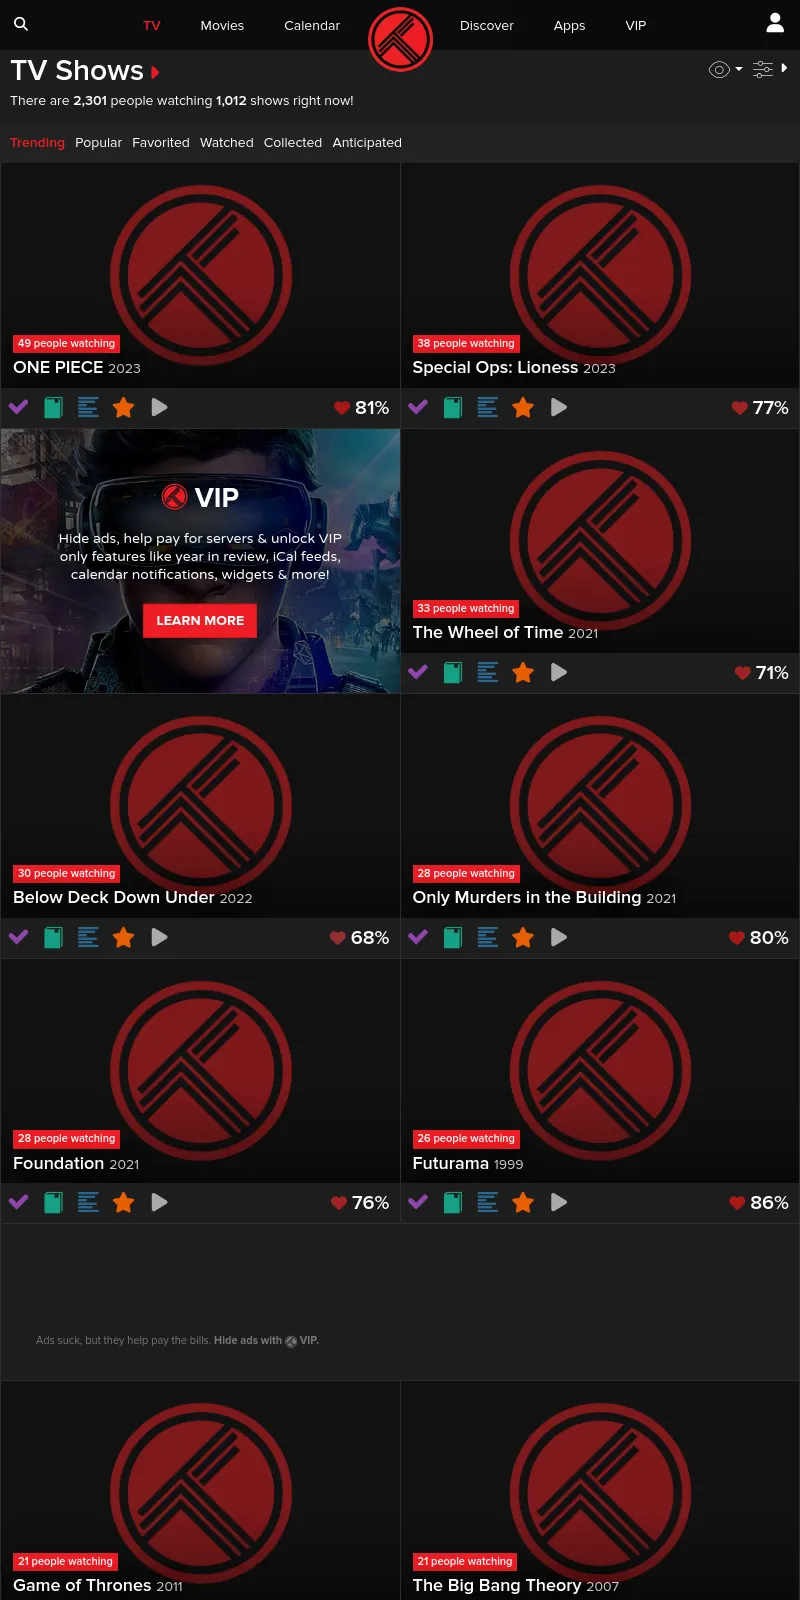 TV
Movies
Calendar
Discover
Apps
VIP
TV Shows
There are 2,301 people watching 1,012 shows right now!
Trending Popular Favorited Watched Collected Anticipated
49 people watching
ONE PIECE 2023
81%
38 people watching
Special Ops: Lioness 2023
77%
VIP
Hide ads, help pay for servers & unlock VIP
only features like year in review, iCal feeds,
calendar notifications, widgets & more!
LEARN MORE
33 people watching
The Wheel of Time 2021
71%
30 people watching
Below Deck Down Under 2022
68%
28 people watching
Only Murders in the Building 2021
80%
28 people watching
Foundation 2021
76%
26 people watching
Futurama 1999
86%
Ads suck, but they help pay the bills. Hide ads with VIP.
21 people watching
Game of Thrones 2011
21 people watching
The Big Bang Theory 2007